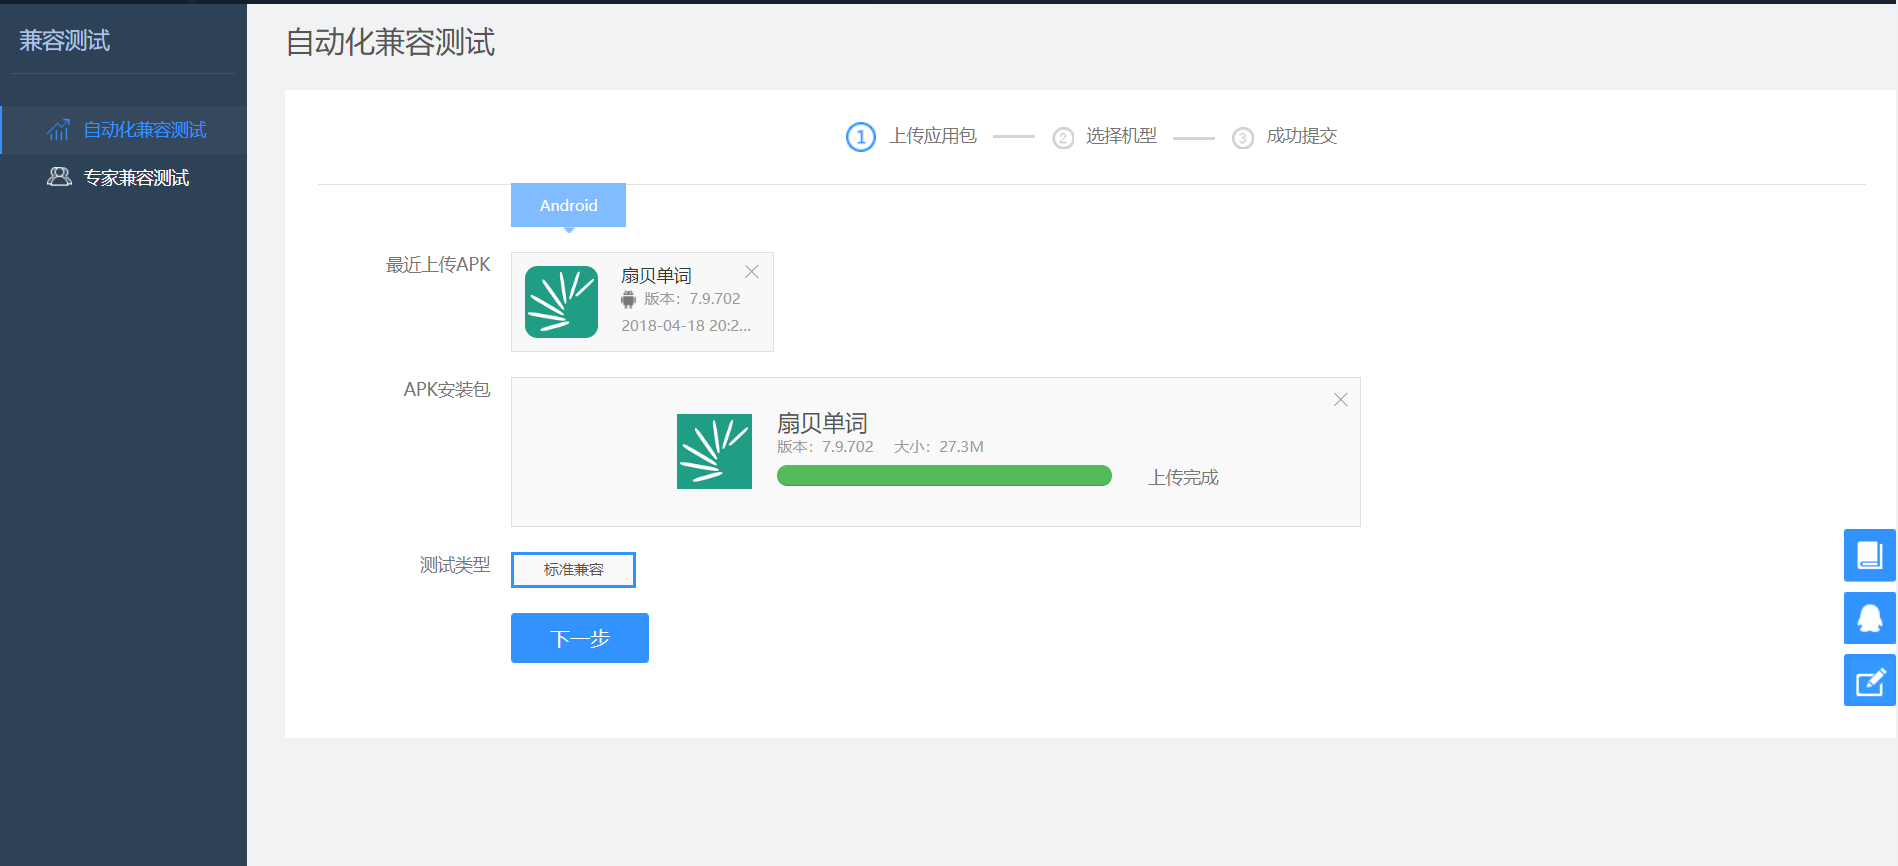 兼容测试
自动化兼容测试
专家兼容测试
自动化兼容测试
1 上传应用包 2 选择机型 3 成功提交
Android
最近上传APK
扇贝单词
版本：7.9.702
2018-04-18 20:2...
APK安装包
扇贝单词
版本：7.9.702 大小：27.3M
上传完成
测试类型
标准兼容
下一步